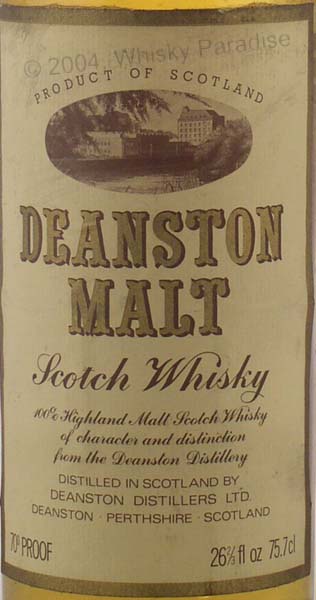 © 2004, Whisky Paradise
PRODUCT OF SCOTLAND
DEANSTON
MALT
Scotch Whisky
100% Highland Malt Scotch Whisky
of character and distinction
from the Deanston Distillery
DISTILLED IN SCOTLAND BY
DEANSTON DISTILLERS LTD.
DEANSTON · PERTHSHIRE · SCOTLAND
70° PROOF
26⅔ fl oz 75.7cl